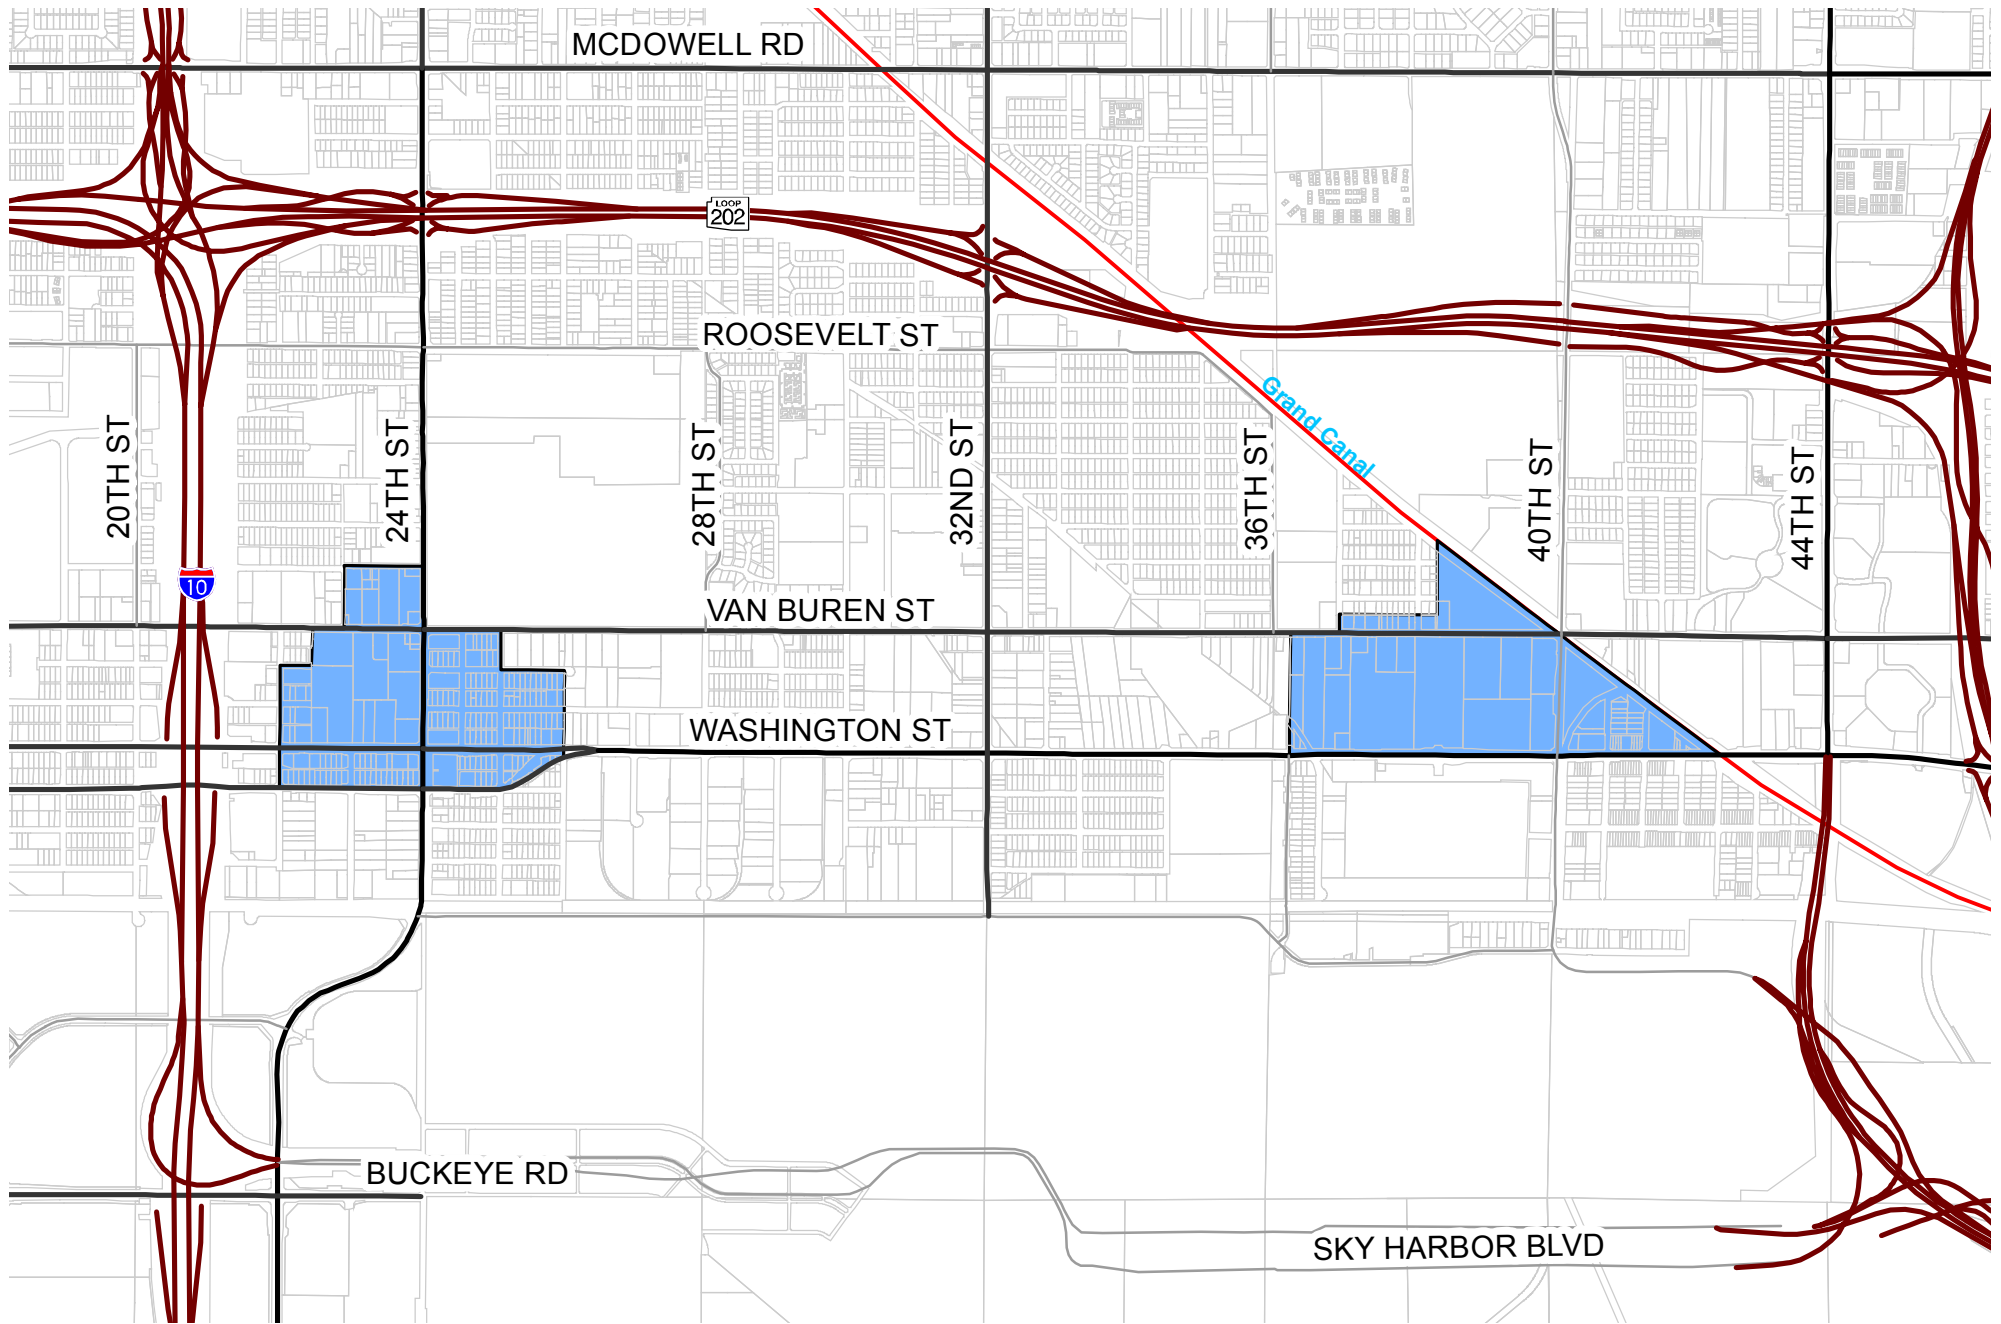 MCDOWELL RD
LOOP
202
ROOSEVELT ST
Grand Canal
20TH ST
24TH ST
28TH ST
32ND ST
36TH ST
40TH ST
44TH ST
10
VAN BUREN ST
WASHINGTON ST
BUCKEYE RD
SKY HARBOR BLVD